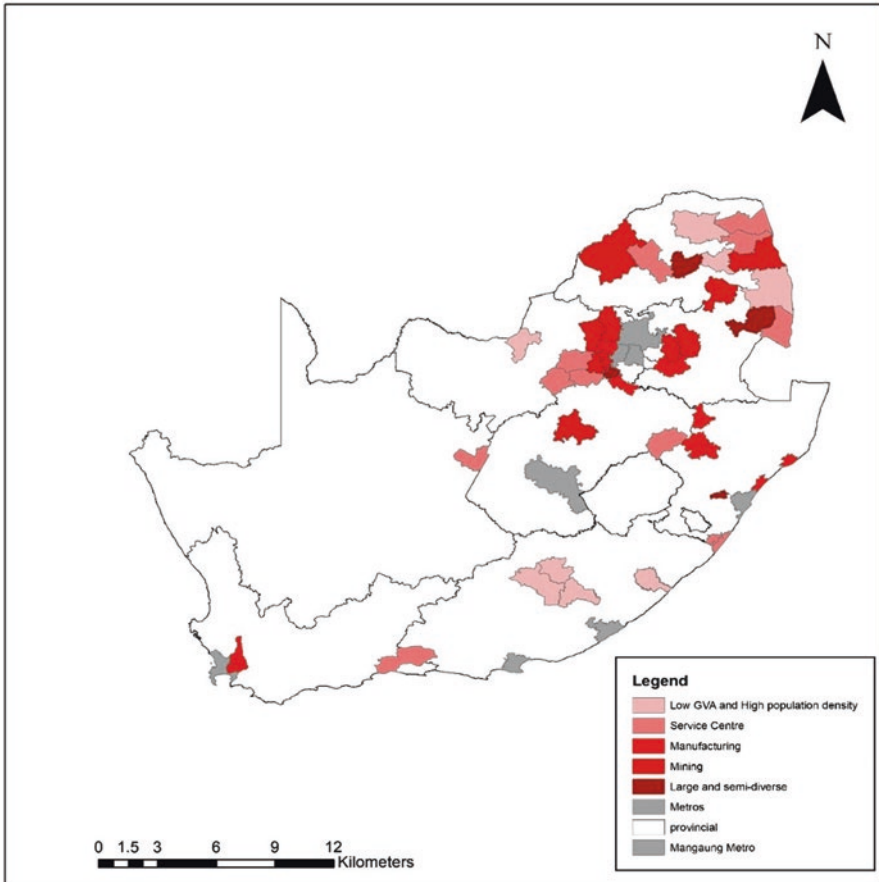 N
Legend
Low GVA and High population density
Service Centre
Manufacturing
Mining
Large and semi-diverse
Metros
provincial
Mangaung Metro
0 1.5 3 6 9 12
Kilometers